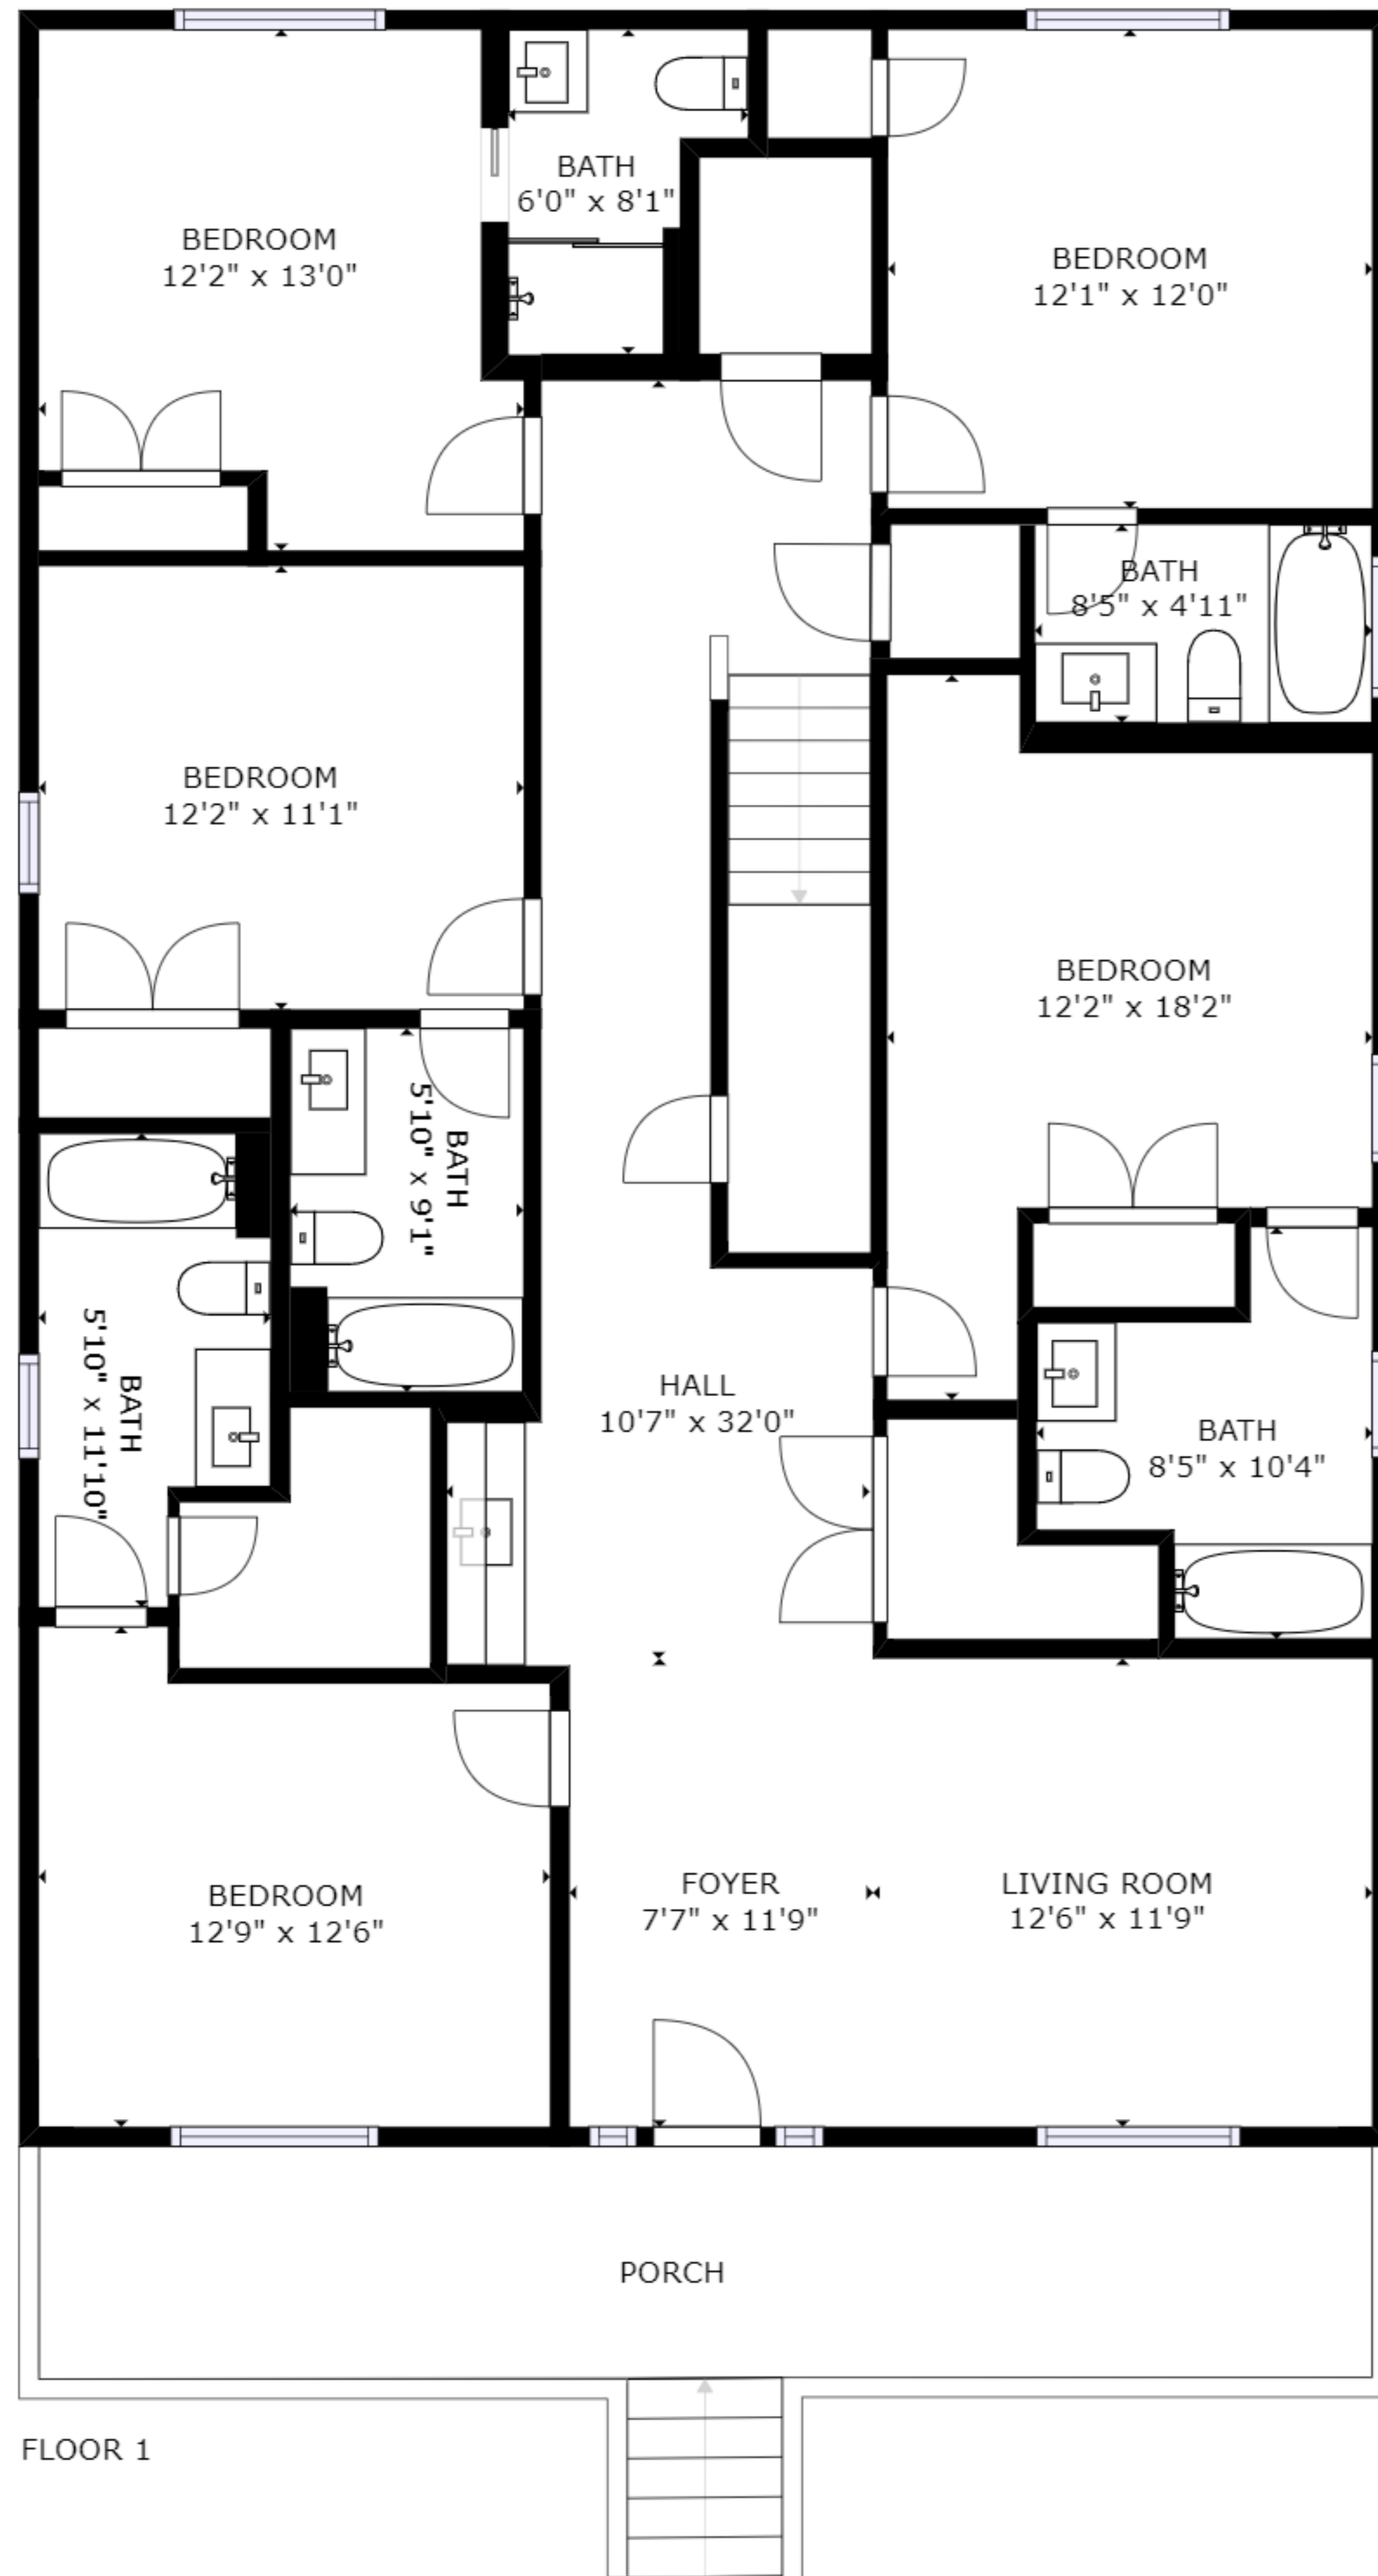 BATH
6'0" x 8'1"
BEDROOM
12'2" x 13'0"
BEDROOM
12'1" x 12'0"
BATH
8'5" x 4'11"
BEDROOM
12'2" x 11'1"
BEDROOM
12'2" x 18'2"
BATH
5'10" x 9'1"
BATH
5'10" x 11'10"
HALL
10'7" x 32'0"
BATH
8'5" x 10'4"
BEDROOM
12'9" x 12'6"
FOYER
7'7" x 11'9"
LIVING ROOM
12'6" x 11'9"
PORCH
FLOOR 1